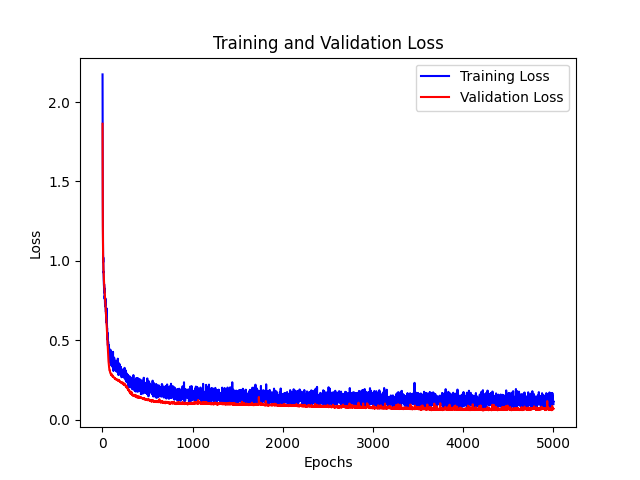 Training and Validation Loss
Training Loss
Validation Loss
2.0
1.5
1.0
0.5
0.0
Loss
0 1000 2000 3000 4000 5000
Epochs